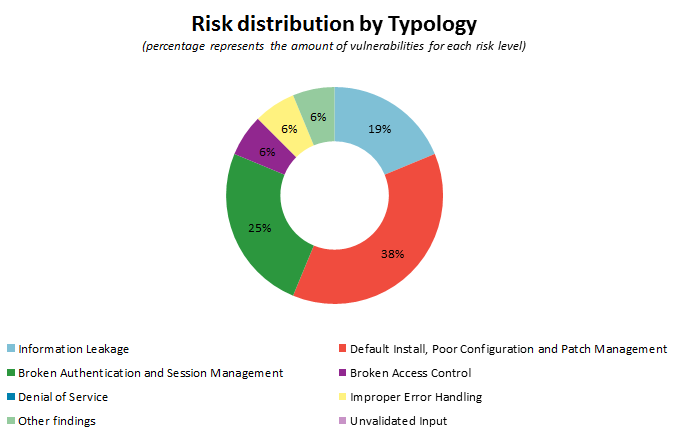 Risk distribution by Typology
(percentage represents the amount of vulnerabilities for each risk level)
6%
19%
6%
6%
25%
38%
Information Leakage
Default Install, Poor Configuration and Patch Management
Broken Authentication and Session Management
Broken Access Control
Denial of Service
Improper Error Handling
Other findings
Unvalidated Input